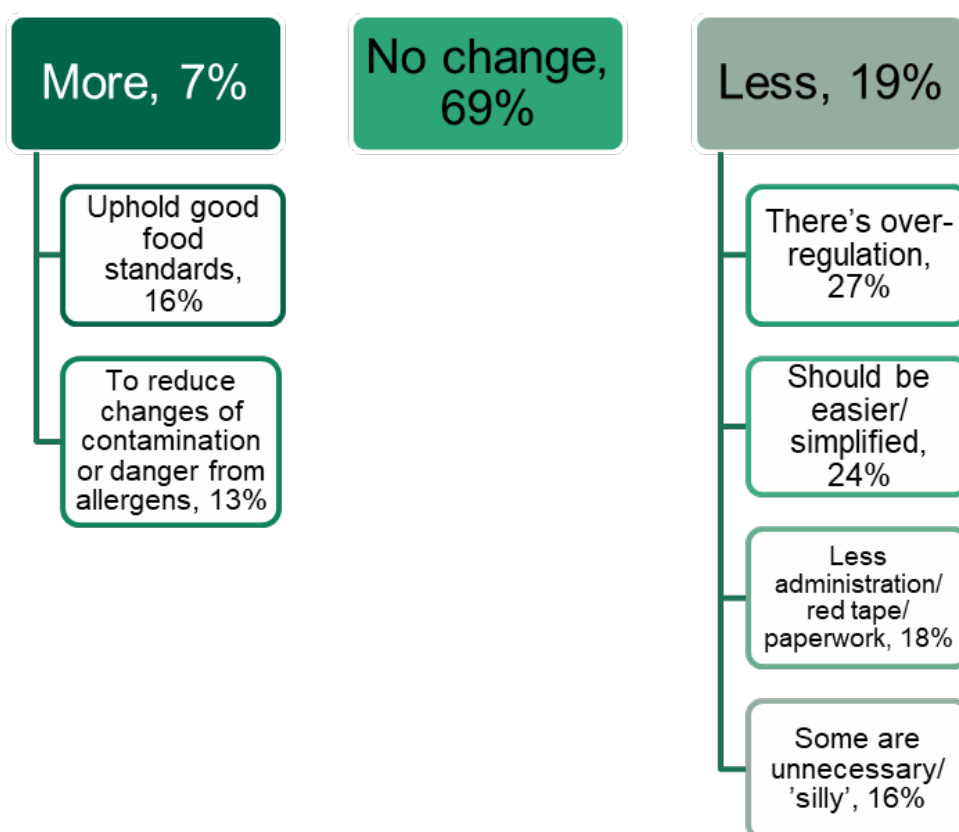 More, 7%
No change,
69%
Less, 19%
Uphold good
food
standards,
16%
To reduce
changes of
contamination
or danger from
allergens, 13%
There’s over-
regulation,
27%
Should be
easier/
simplified,
24%
Less
administration/
red tape/
paperwork, 18%
Some are
unnecessary/
’silly’, 16%